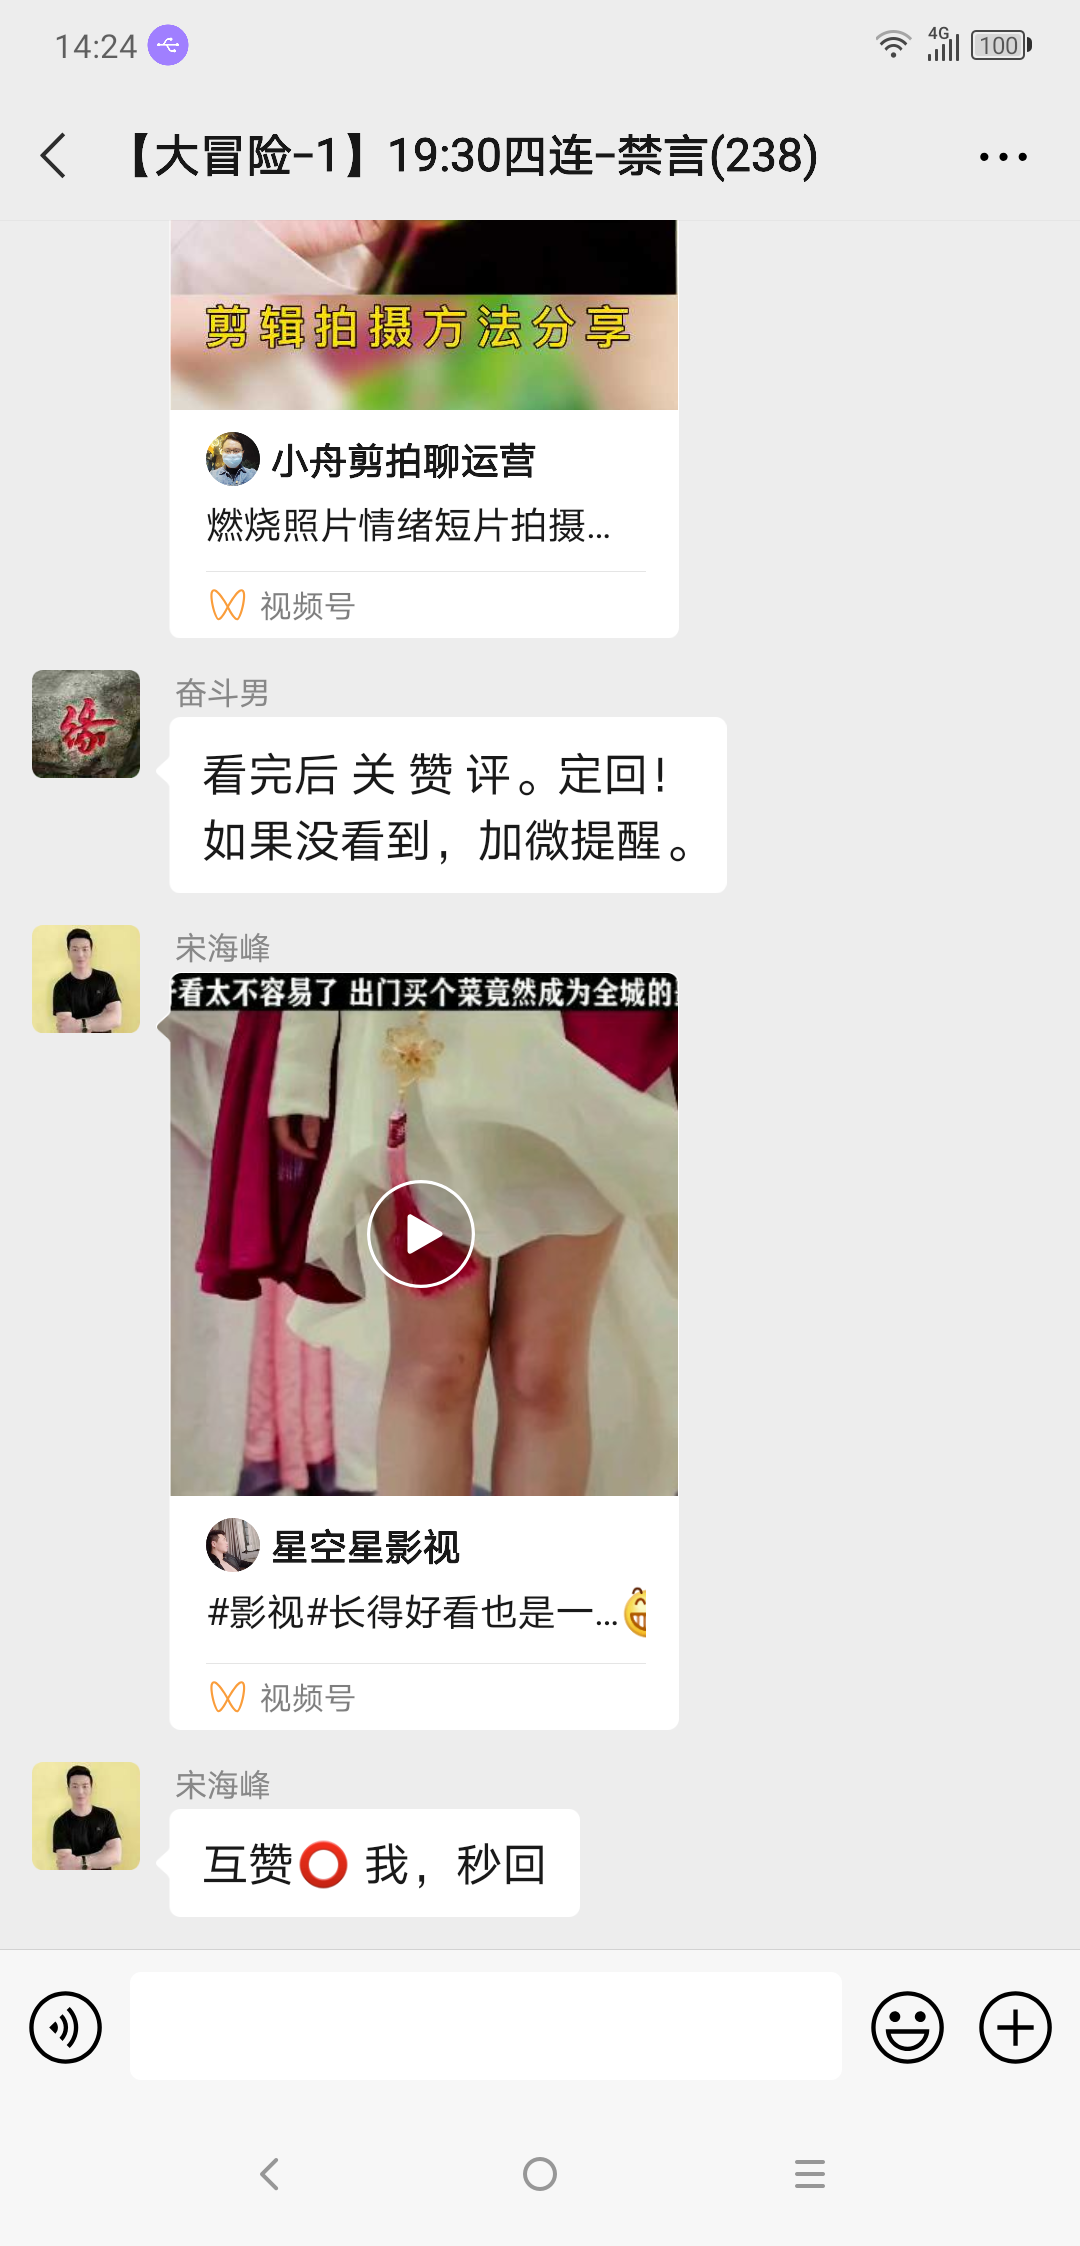 14:24
4G
100
【大冒险-1】19:30四连-禁言(238)
剪辑拍摄方法分享
小舟剪拍聊运营
燃烧照片情绪短片拍摄...
视频号
缘
奋斗男
看完后 关 赞 评。定回！
如果没看到，加微提醒。
宋海峰
看太不容易了 出门买个菜竟然成为全城的
星空星影视
#影视#长得好看也是一...
视频号
宋海峰
互赞⭕ 我，秒回